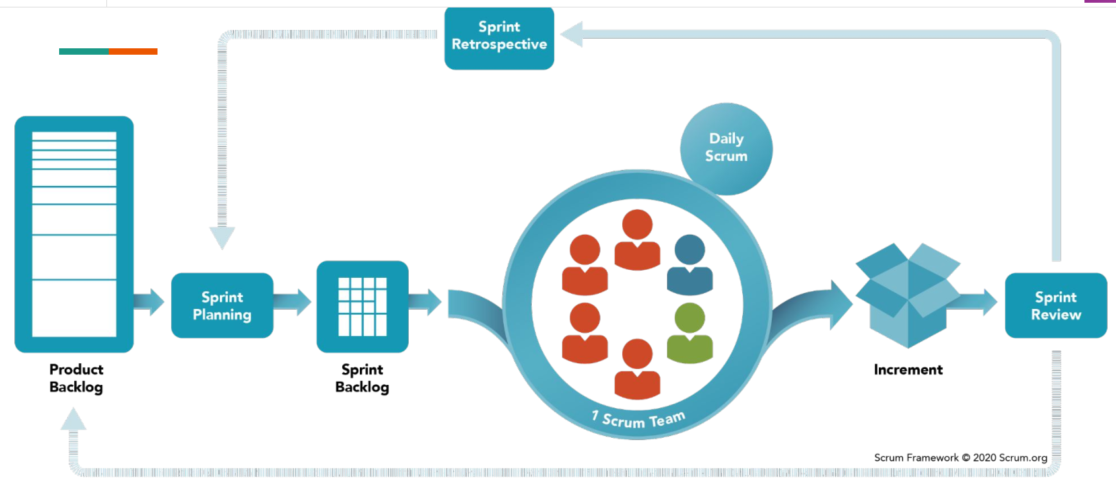 Sprint
Retrospective
Daily
Scrum
Sprint
Planning
Sprint
Review
Product
Backlog
Sprint
Backlog
1 Scrum Team
Increment
Scrum Framework © 2020 Scrum.org